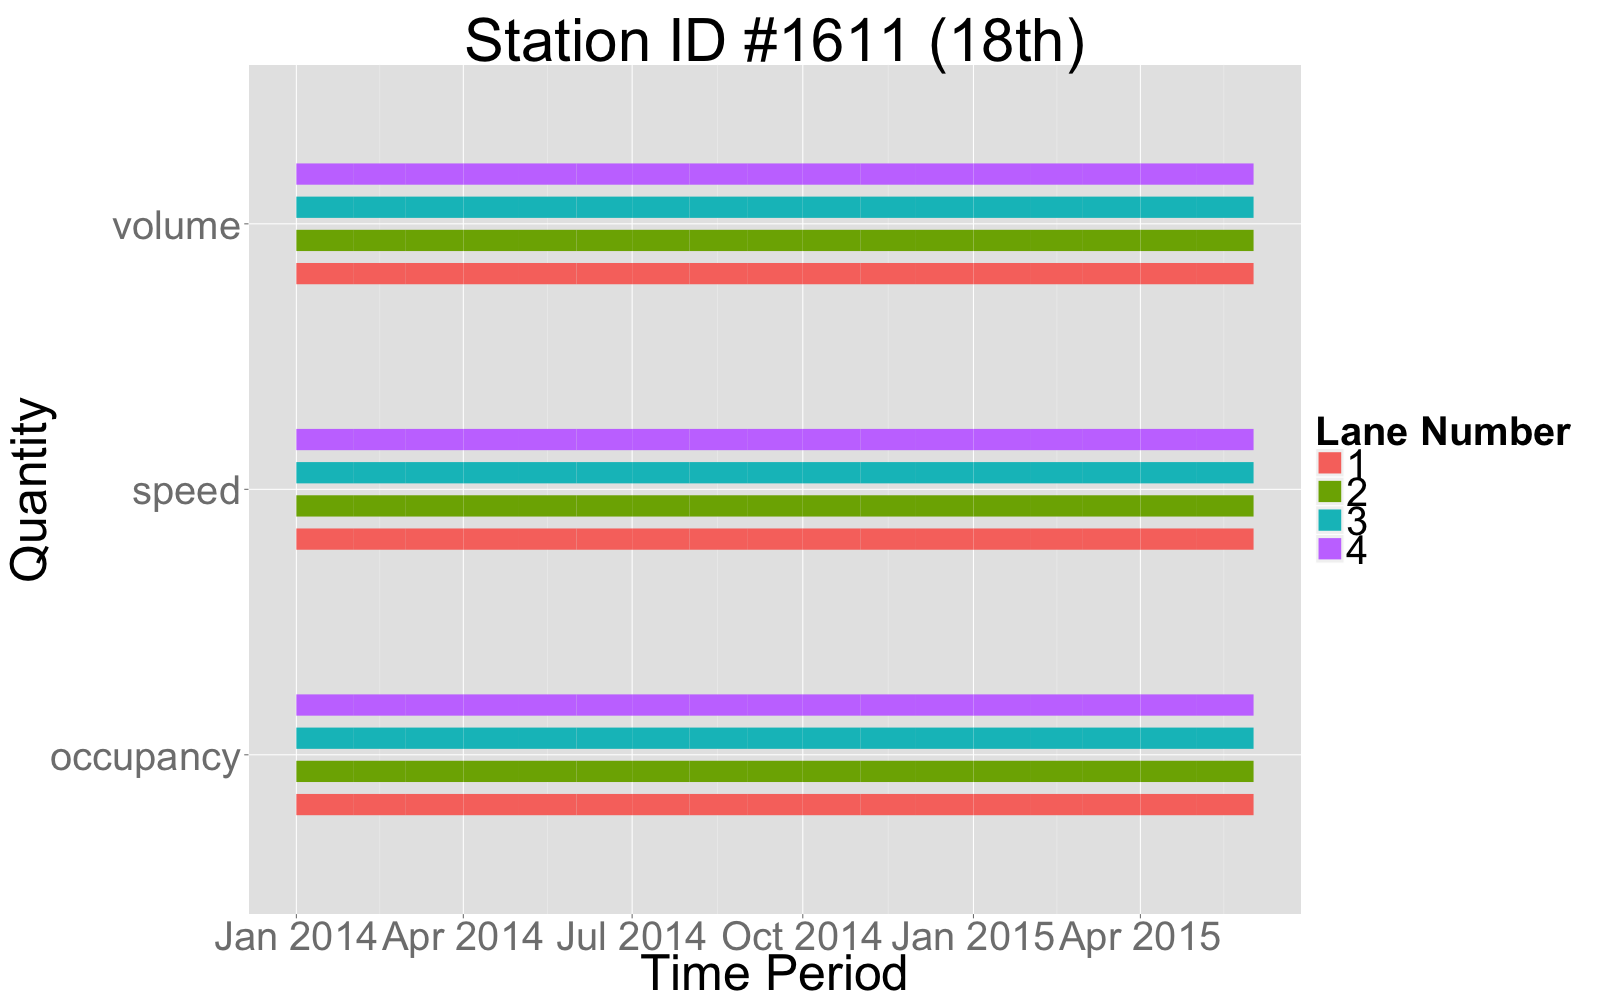 Station ID #1611 (18th)
volume
speed
occupancy
Quantity
Jan 2014 Apr 2014 Jul 2014 Oct 2014 Jan 2015 Apr 2015
Time Period
Lane Number
1
2
3
4